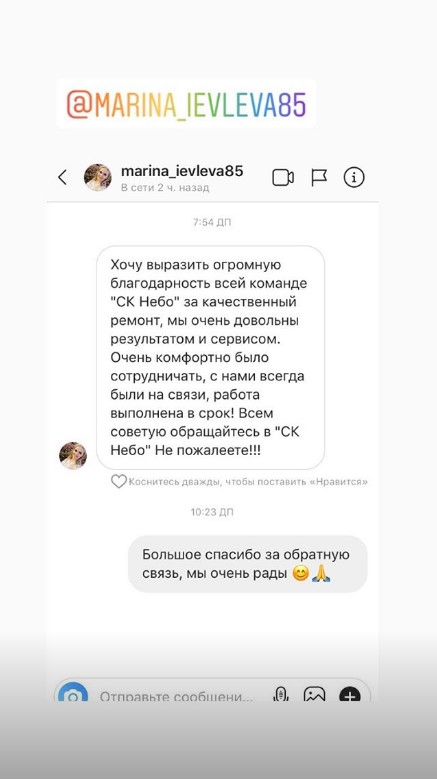 @MARINA_IEVLEVA85
marina_ievleva85
В сети 2 ч. назад
7:54 ДП
Хочу выразить огромную
благодарность всей команде
"СК Небо" за качественный
ремонт, мы очень довольны
результатом и сервисом.
Очень комфортно было
сотрудничать, с нами всегда
были на связи, работа
выполнена в срок! Всем
советую обращайтесь в "СК
Небо" Не пожалеете!!!
Коснитесь дважды, чтобы поставить «Нравится»
10:23 ДП
Большое спасибо за обратную
связь, мы очень рады 😊🙏
Отправьте сообщени...